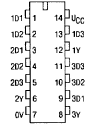 1D1 1 14 UCC
1D2 2 13 1D3
2D1 3 12 1Y
2D2 4 11 3D3
2D3 5 10 3D2
2Y 6 9 3D1
0V 7 8 3Y